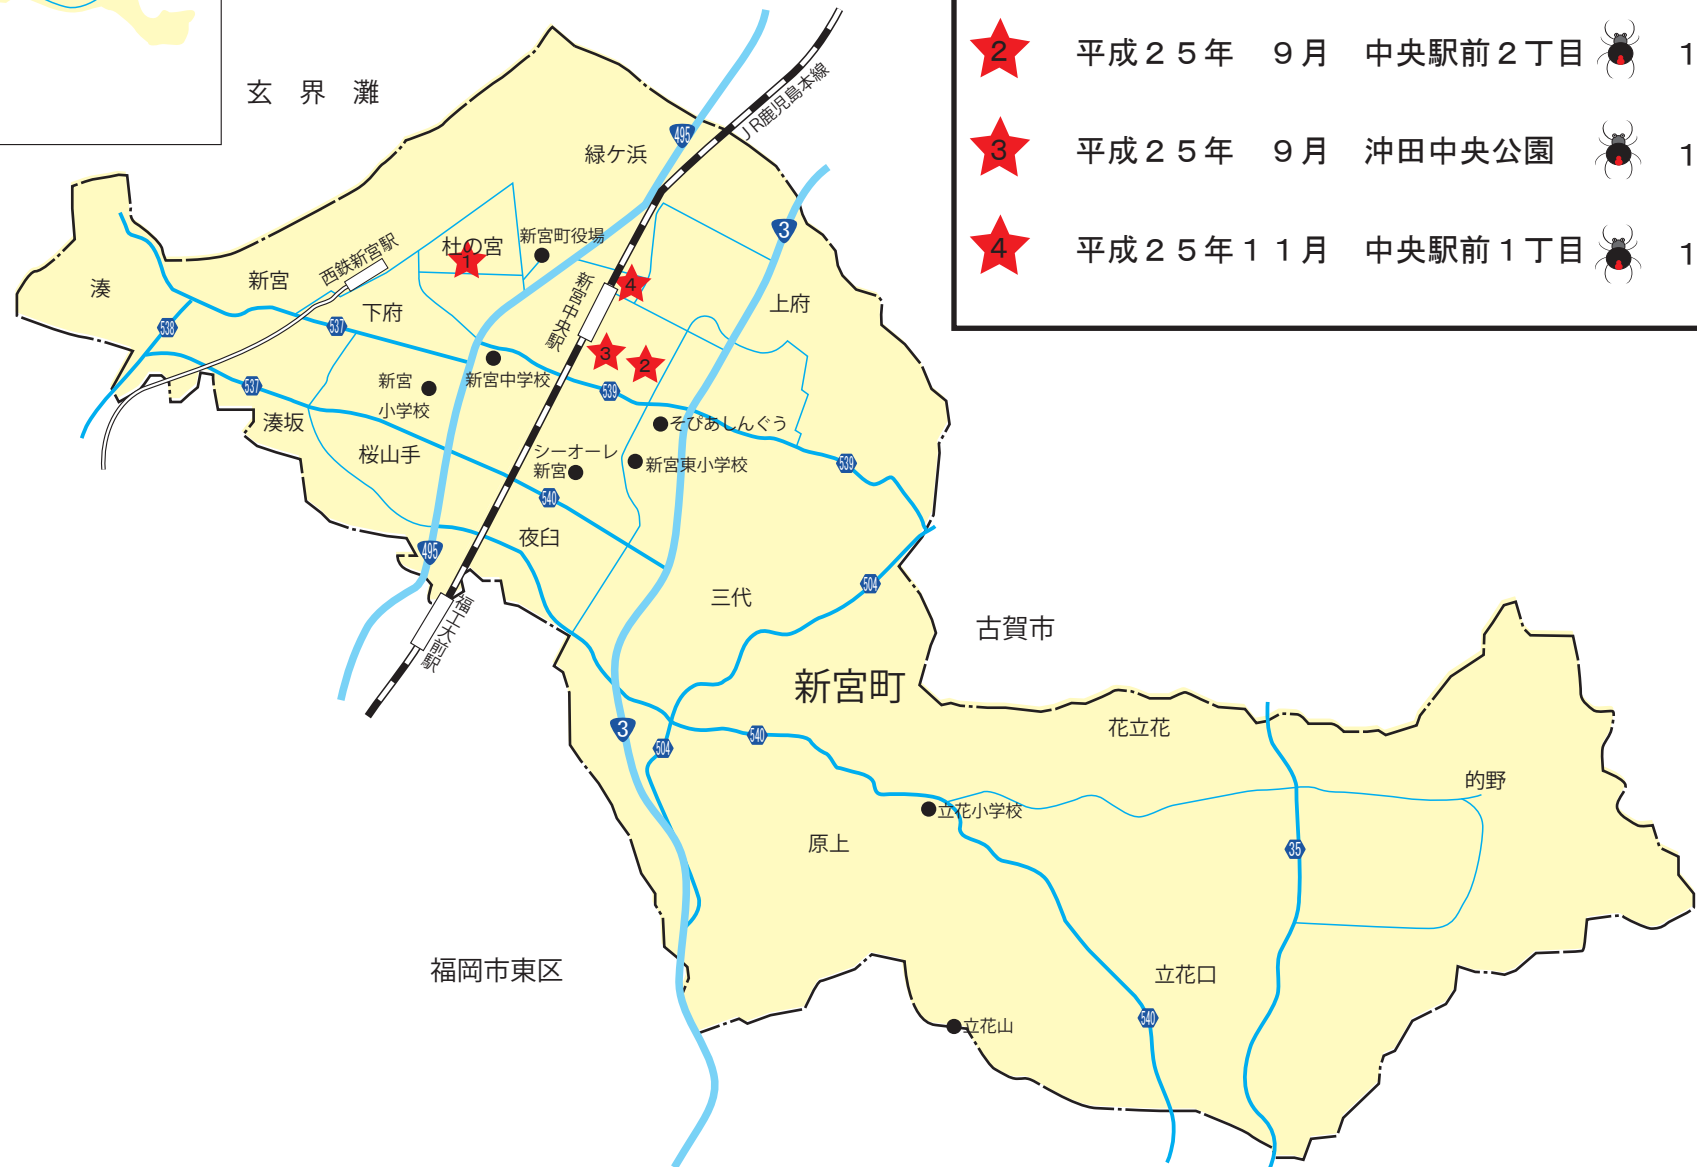 2 平成２５年 ９月 中央駅前２丁目 1
3 平成２５年 ９月 沖田中央公園 1
4 平成２５年１１月 中央駅前１丁目 1
玄界灘
ＪＲ鹿児島本線
495
緑ケ浜
3
杜の宮
1
新宮町役場
西鉄新宮駅
新宮
湊
下府
新宮中央駅
4
上府
538
537
3
2
新宮中学校
新宮
小学校
537
539
湊坂
そぴあしんぐう
桜山手
シーオーレ
新宮
新宮東小学校
539
540
夜臼
495
504
三代
福工大前駅
古賀市
新宮町
花立花
3
504
540
的野
立花小学校
原上
35
福岡市東区
立花口
540
立花山